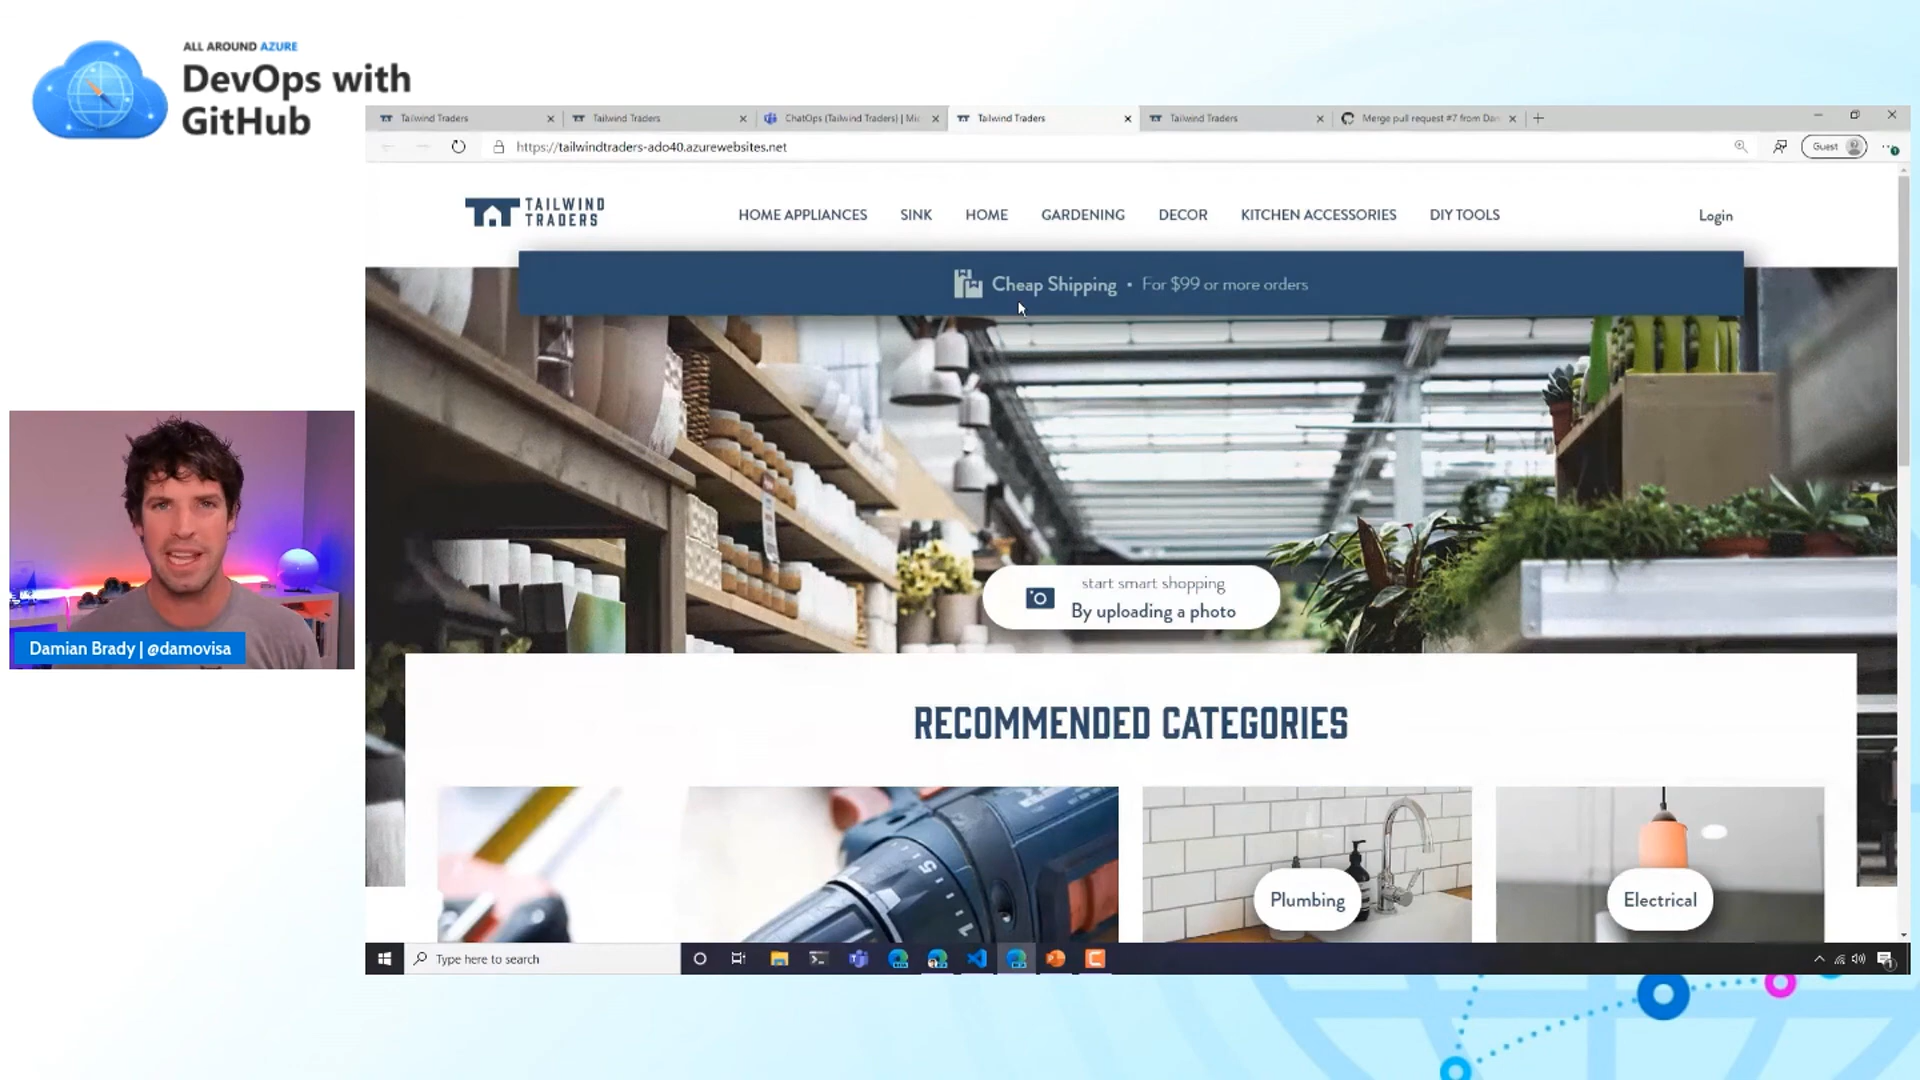 ALL AROUND AZURE
DevOps with
GitHub
Tailwind Traders
Tailwind Traders
ChatOps (Tailwind Traders) | Mic
Tailwind Traders
Tailwind Traders
Merge pull request #7 from Dam
https://tailwindtraders-ado40.azurewebsites.net
Guest
TAILWIND
TRADERS
HOME APPLIANCES
SINK
HOME
GARDENING
DECOR
KITCHEN ACCESSORIES
DIY TOOLS
Login
Cheap Shipping • For $99 or more orders
start smart shopping
By uploading a photo
Damian Brady | @damovisa
RECOMMENDED CATEGORIES
Plumbing
Electrical
Type here to search